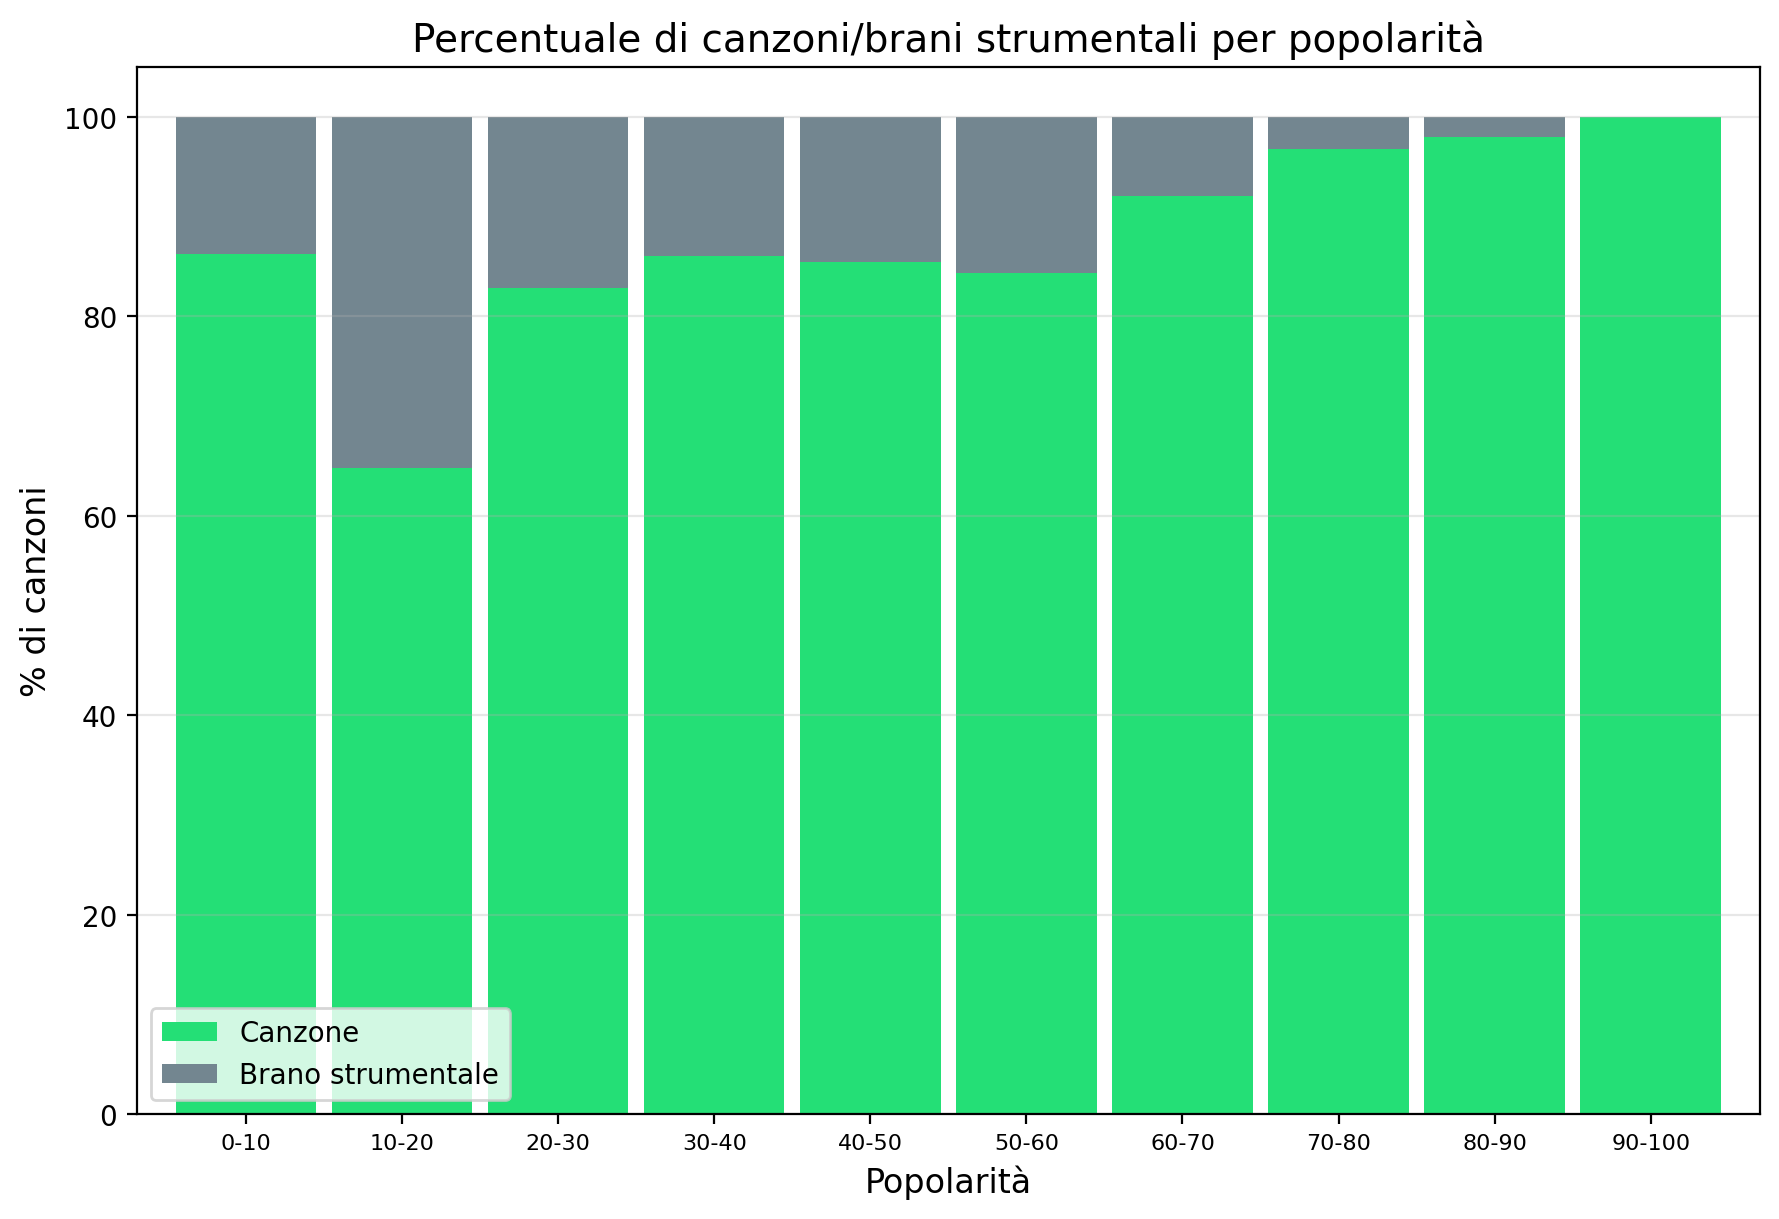 Percentuale di canzoni/brani strumentali per popolarità
% di canzoni
100
80
60
40
20
0
Canzone
Brano strumentale
0-10 10-20 20-30 30-40 40-50 50-60 60-70 70-80 80-90 90-100
Popolarità